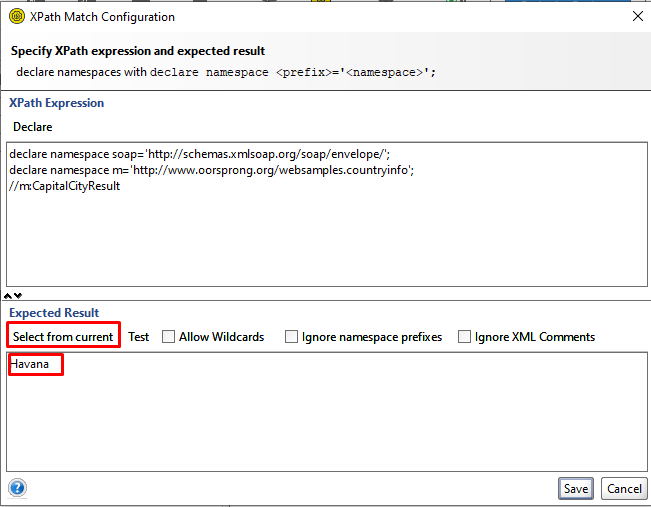 XPath Match Configuration
Specify XPath expression and expected result
declare namespaces with declare namespace <prefix>='<namespace>';
XPath Expression
Declare
declare namespace soap='http://schemas.xmlsoap.org/soap/envelope/';
declare namespace m='http://www.oorsprong.org/websamples.countryinfo';
//m:CapitalCityResult
Expected Result
Select from current Test Allow Wildcards Ignore namespace prefixes Ignore XML Comments
Havana
Save Cancel